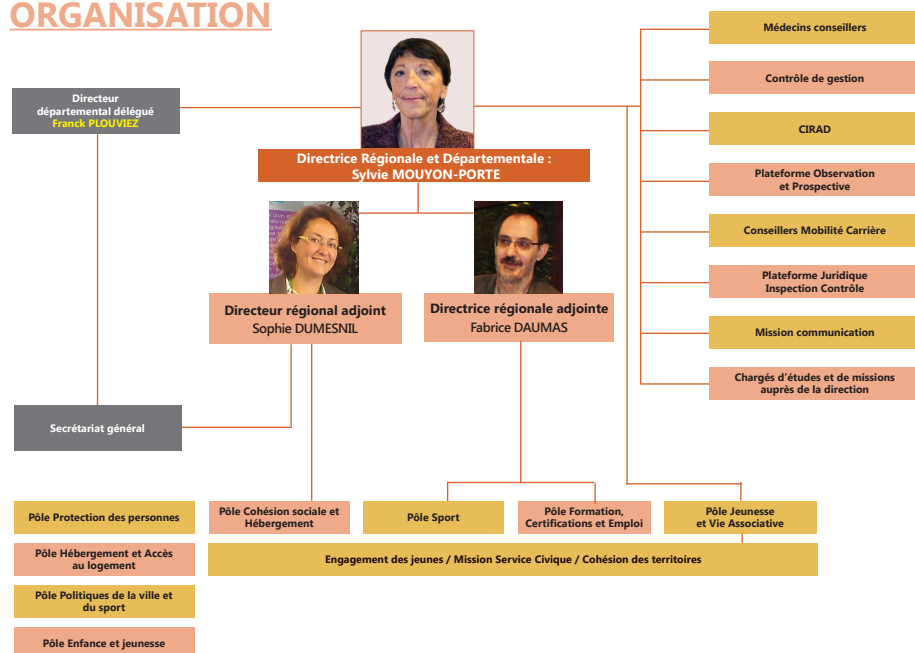 ORGANISATION
Directeur
départemental délégué
Franck PLOUVIEZ
Directrice Régionale et Départementale :
Sylvie MOUYON-PORTE
Directeur régional adjoint
Sophie DUMESNIL
Directrice régionale adjointe
Fabrice DAUMAS
Médecins conseillers
Contrôle de gestion
CIRAD
Plateforme Observation
et Prospective
Conseillers Mobilité Carrière
Plateforme Juridique
Inspection Contrôle
Mission communication
Chargés d'études et de missions
auprès de la direction
Secrétariat général
Pôle Protection des personnes
Pôle Hébergement et Accès
au logement
Pôle Politiques de la ville et
du sport
Pôle Enfance et jeunesse
Pôle Cohésion sociale et
Hébergement
Pôle Sport
Pôle Formation,
Certifications et Emploi
Pôle Jeunesse
et Vie Associative
Engagement des jeunes / Mission Service Civique / Cohésion des territoires